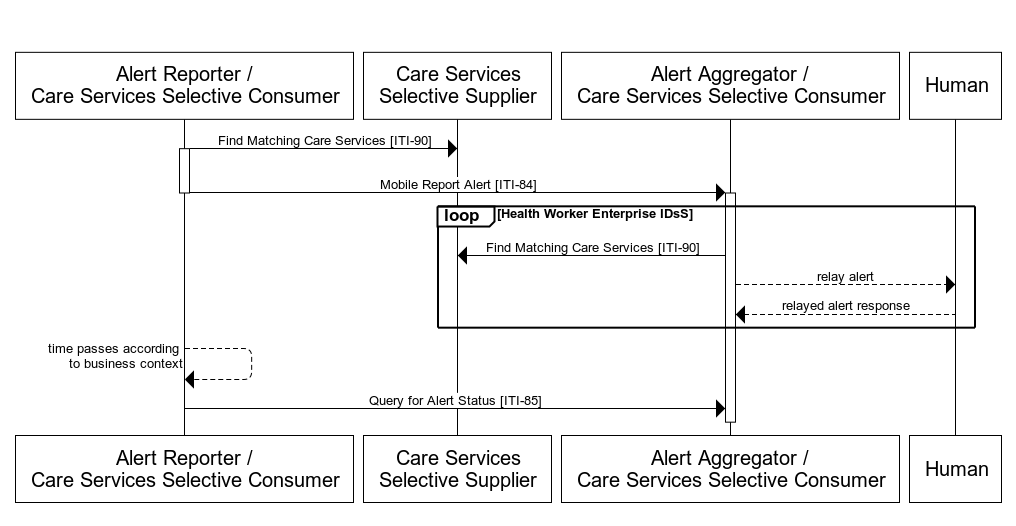 Alert Reporter /
Care Services Selective Consumer
Care Services
Selective Supplier
Alert Aggregator /
Care Services Selective Consumer
Human
Find Matching Care Services [ITI-90]
Mobile Report Alert [ITI-84]
loop [Health Worker Enterprise IDsS]
Find Matching Care Services [ITI-90]
relay alert
relayed alert response
time passes according
to business context
Query for Alert Status [ITI-85]
Alert Reporter /
Care Services Selective Consumer
Care Services
Selective Supplier
Alert Aggregator /
Care Services Selective Consumer
Human